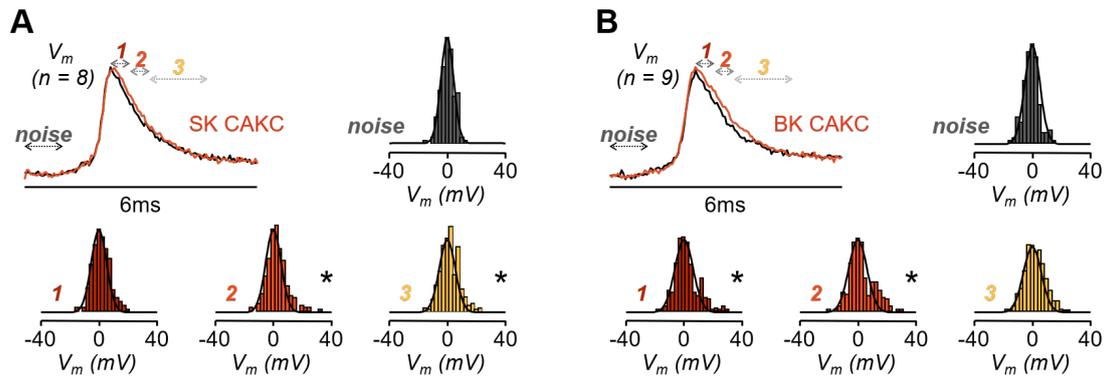 A
Vm
(n = 8)
1
2
3
noise
SK CAKC
6ms
noise
-40 0 40
Vm (mV)
1
-40 0 40
Vm (mV)
2
*
-40 0 40
Vm (mV)
3
*
-40 0 40
Vm (mV)
B
Vm
(n = 9)
1
2
3
noise
BK CAKC
6ms
noise
-40 0 40
Vm (mV)
1
*
-40 0 40
Vm (mV)
2
*
-40 0 40
Vm (mV)
3
-40 0 40
Vm (mV)